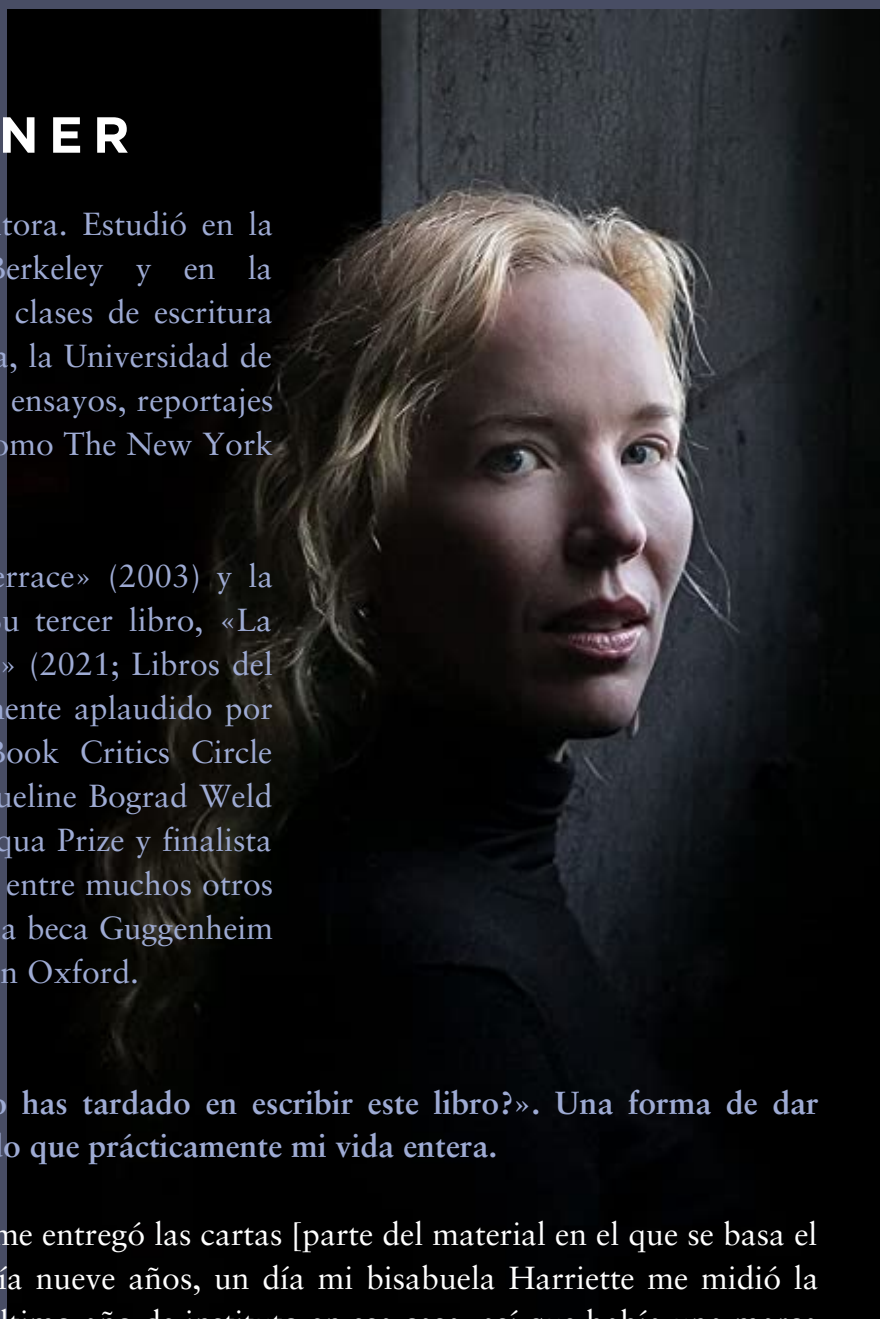 NER
tora. Estudió en la
Berkeley y en la
clases de escritura
a, la Universidad de
ensayos, reportajes
omo The New York
errace» (2003) y la
u tercer libro, «La
» (2021; Libros del
mente aplaudido por
Book Critics Circle
ueline Bograd Weld
qua Prize y finalista
entre muchos otros
a beca Guggenheim
n Oxford.
o has tardado en escribir este libro?». Una forma de dar
do que prácticamente mi vida entera.
me entregó las cartas [parte del material en el que se basa el
ía nueve años, un día mi bisabuela Harriette me midió la